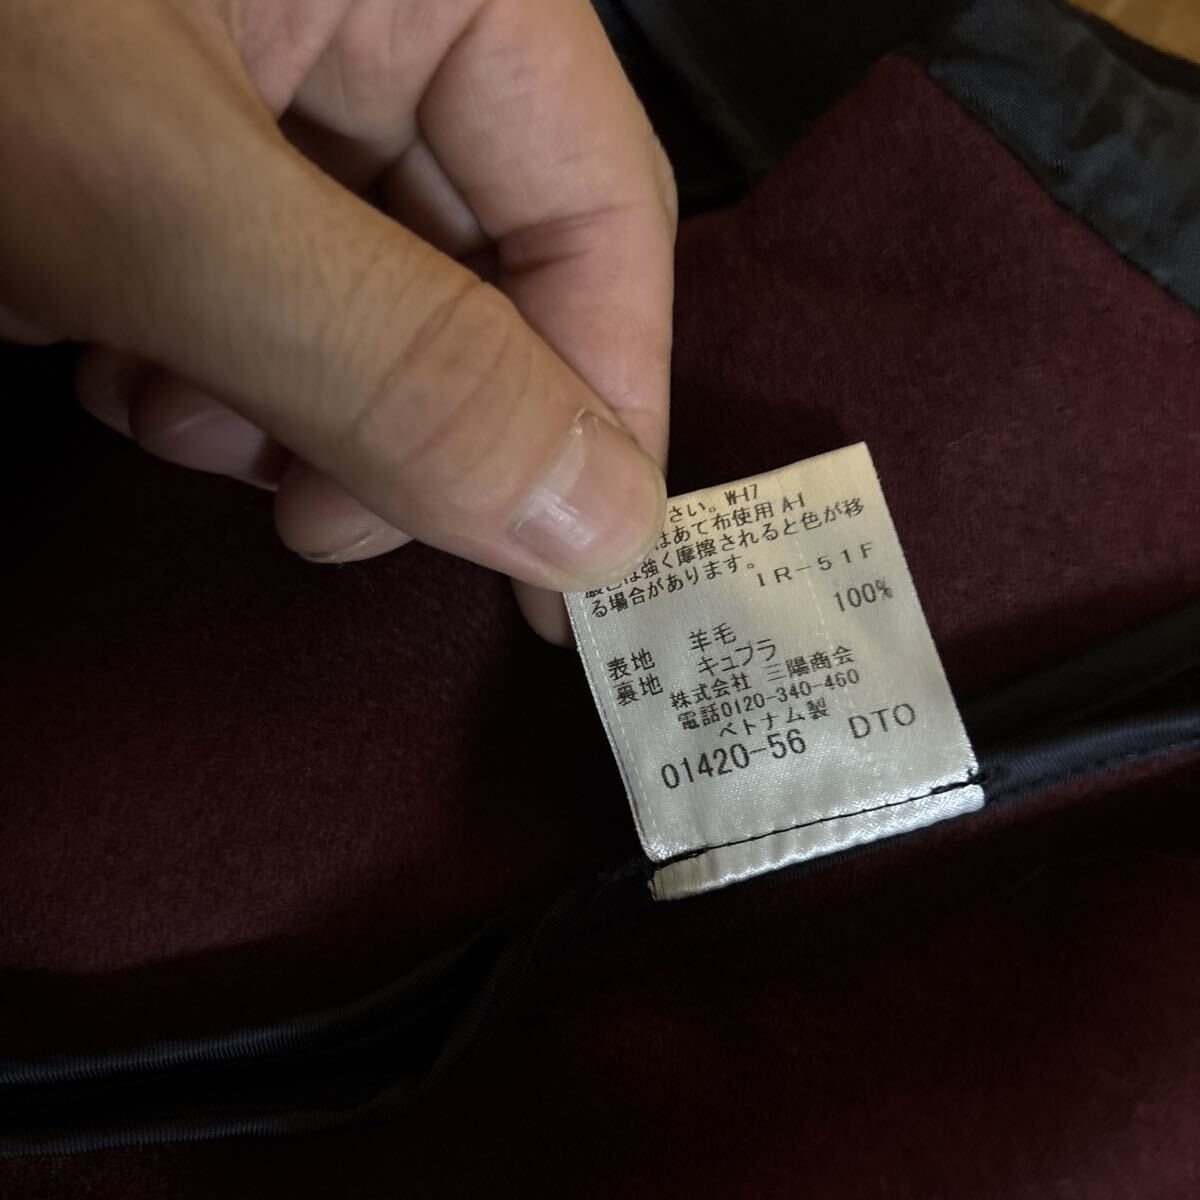 さい。W-17
はあて布使用 A-1
は強く摩擦されると色が移
る場合があります。 IR-51F
表地 羊毛 100%
裏地 キュプラ
株式会社 三陽商会
電話0120-340-460
ベトナム製
01420-56 DTO